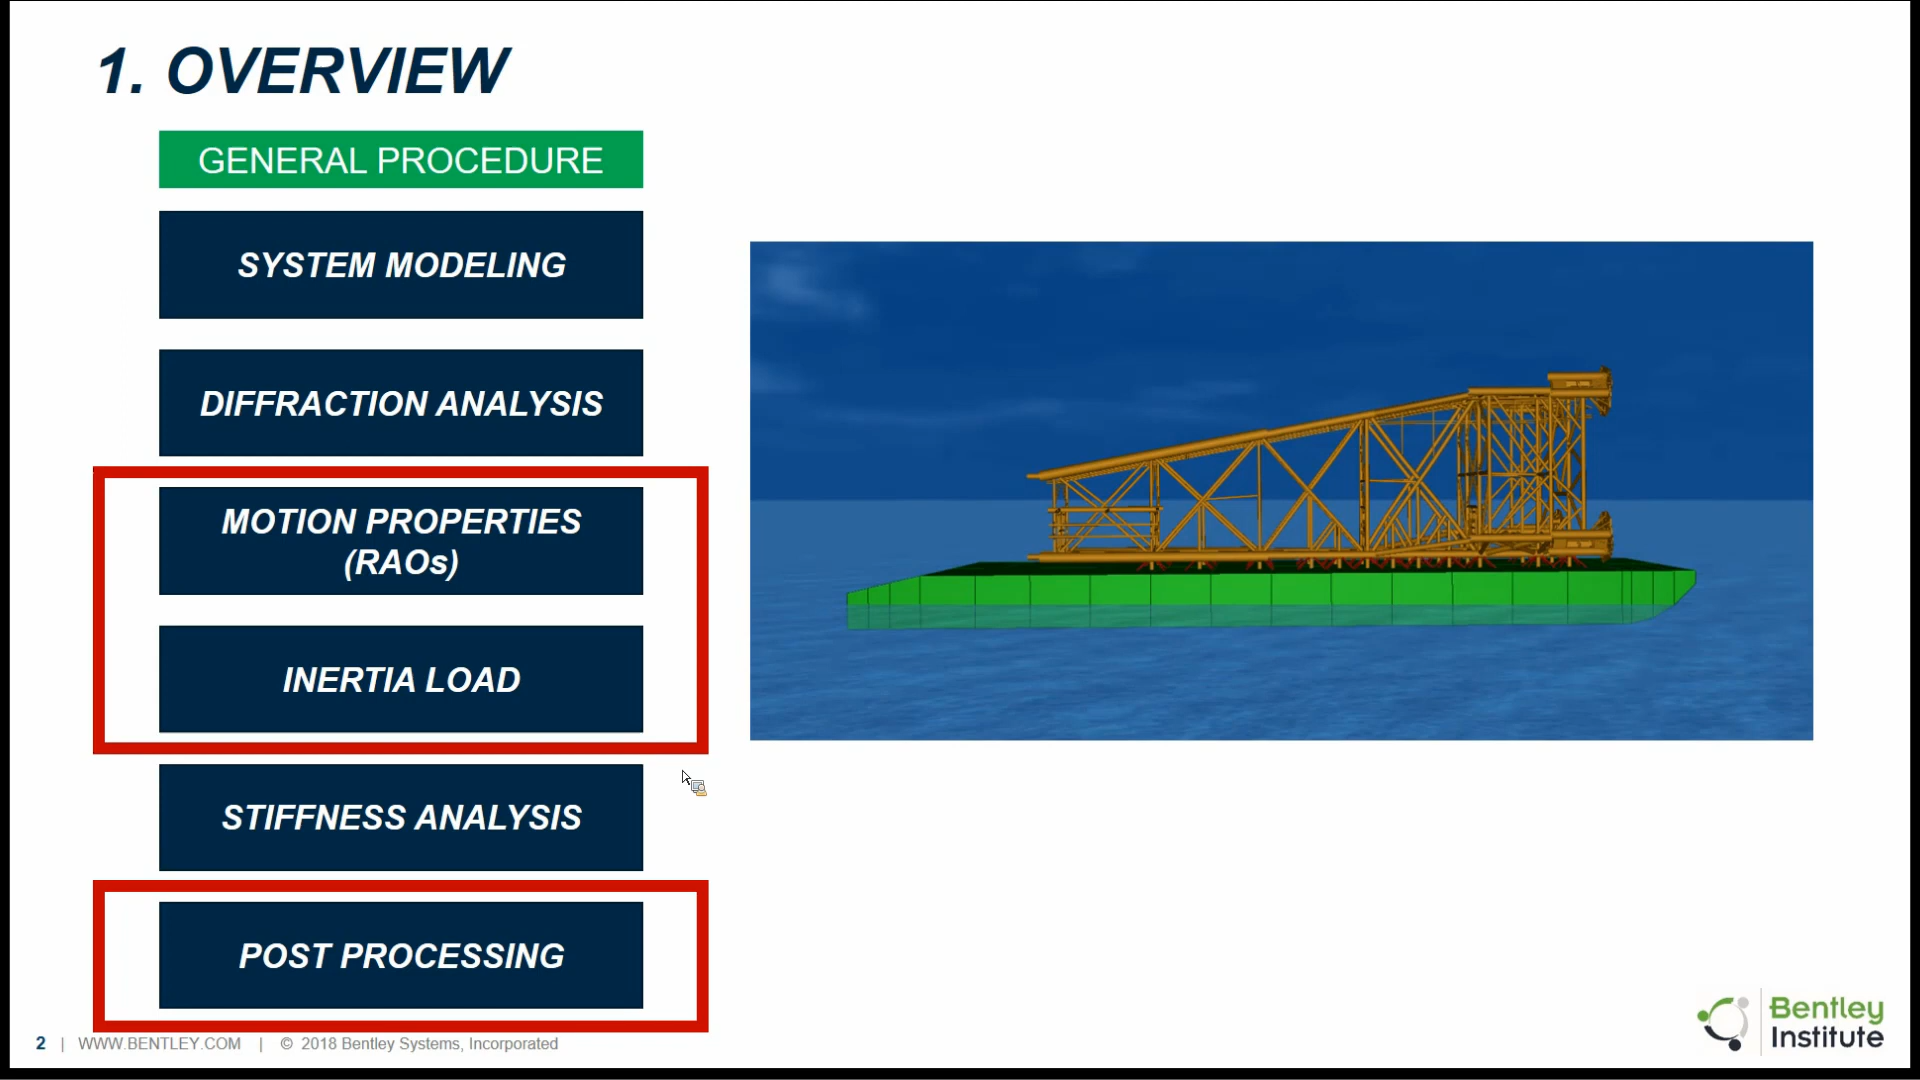 1. OVERVIEW
GENERAL PROCEDURE
SYSTEM MODELING
DIFFRACTION ANALYSIS
MOTION PROPERTIES
(RAOs)
INERTIA LOAD
STIFFNESS ANALYSIS
POST PROCESSING
2 | WWW.BENTLEY.COM | © 2018 Bentley Systems, Incorporated
Bentley
Institute